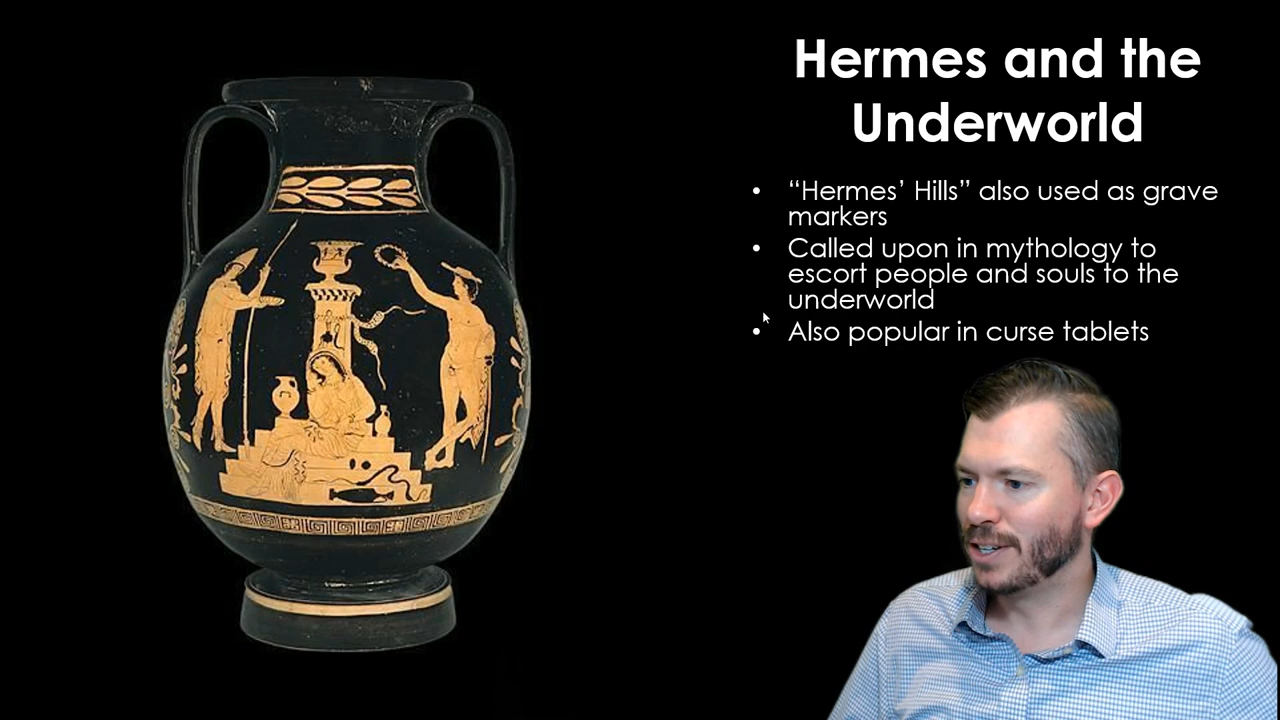 Hermes and the
Underworld
• “Hermes’ Hills” also used as grave
markers
• Called upon in mythology to
escort people and souls to the
underworld
• Also popular in curse tablets